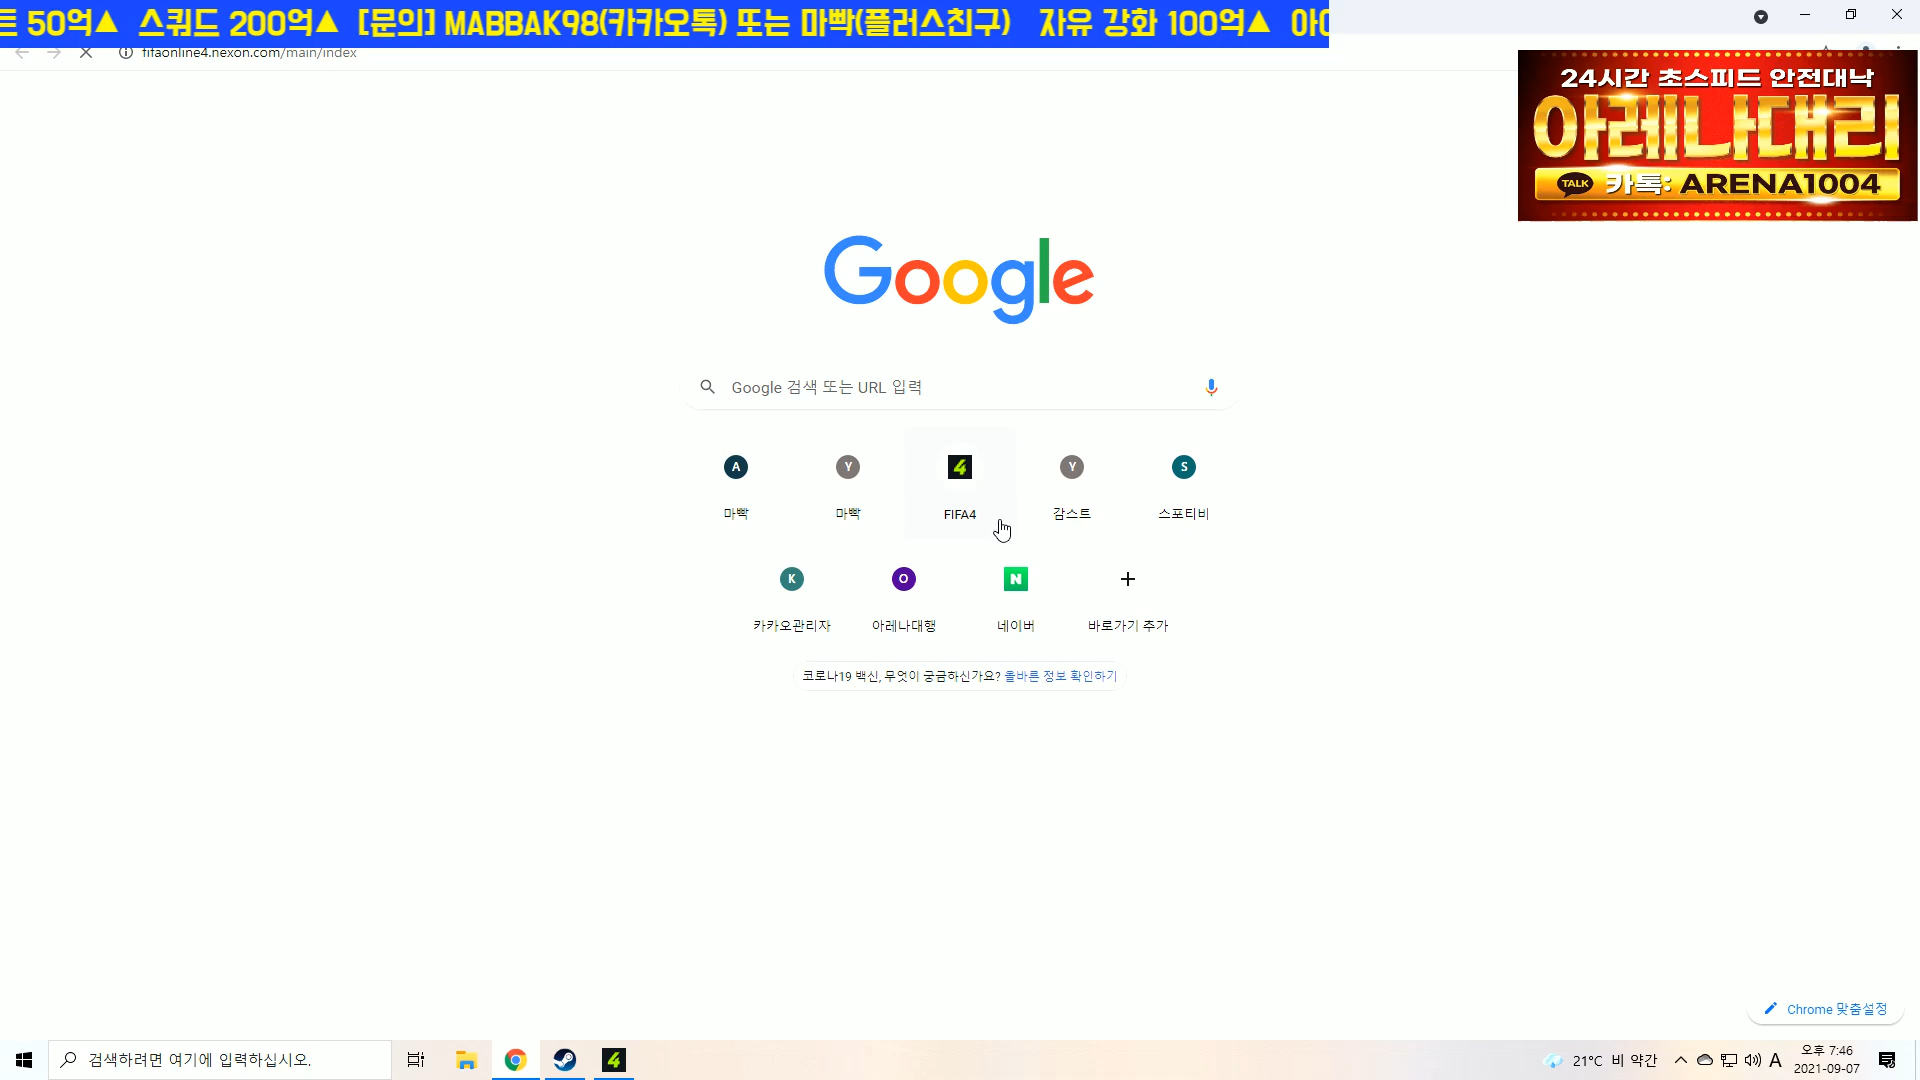 트 50억▲ 스쿼드 200억▲ [문의] MABBAK98(카카오톡) 또는 마빡(플러스친구) 자유 강화 100억▲
fifaonline4.nexon.com/main/index
24시간 초스피드 안전대낙
아레나대리
TALK 카톡: ARENA1004
Google
Google 검색 또는 URL 입력
A Y 4 Y S
마빡 마빡 FIFA4 감스트 스포티비
K O N +
카카오관리자 아레나대행 네이버 바로가기 추가
코로나19 백신, 무엇이 궁금하신가요? 올바른 정보 확인하기
Chrome 맞춤설정
검색하려면 여기에 입력하십시오.
4
21°C 비 약간
A
오후 7:46
2021-09-07